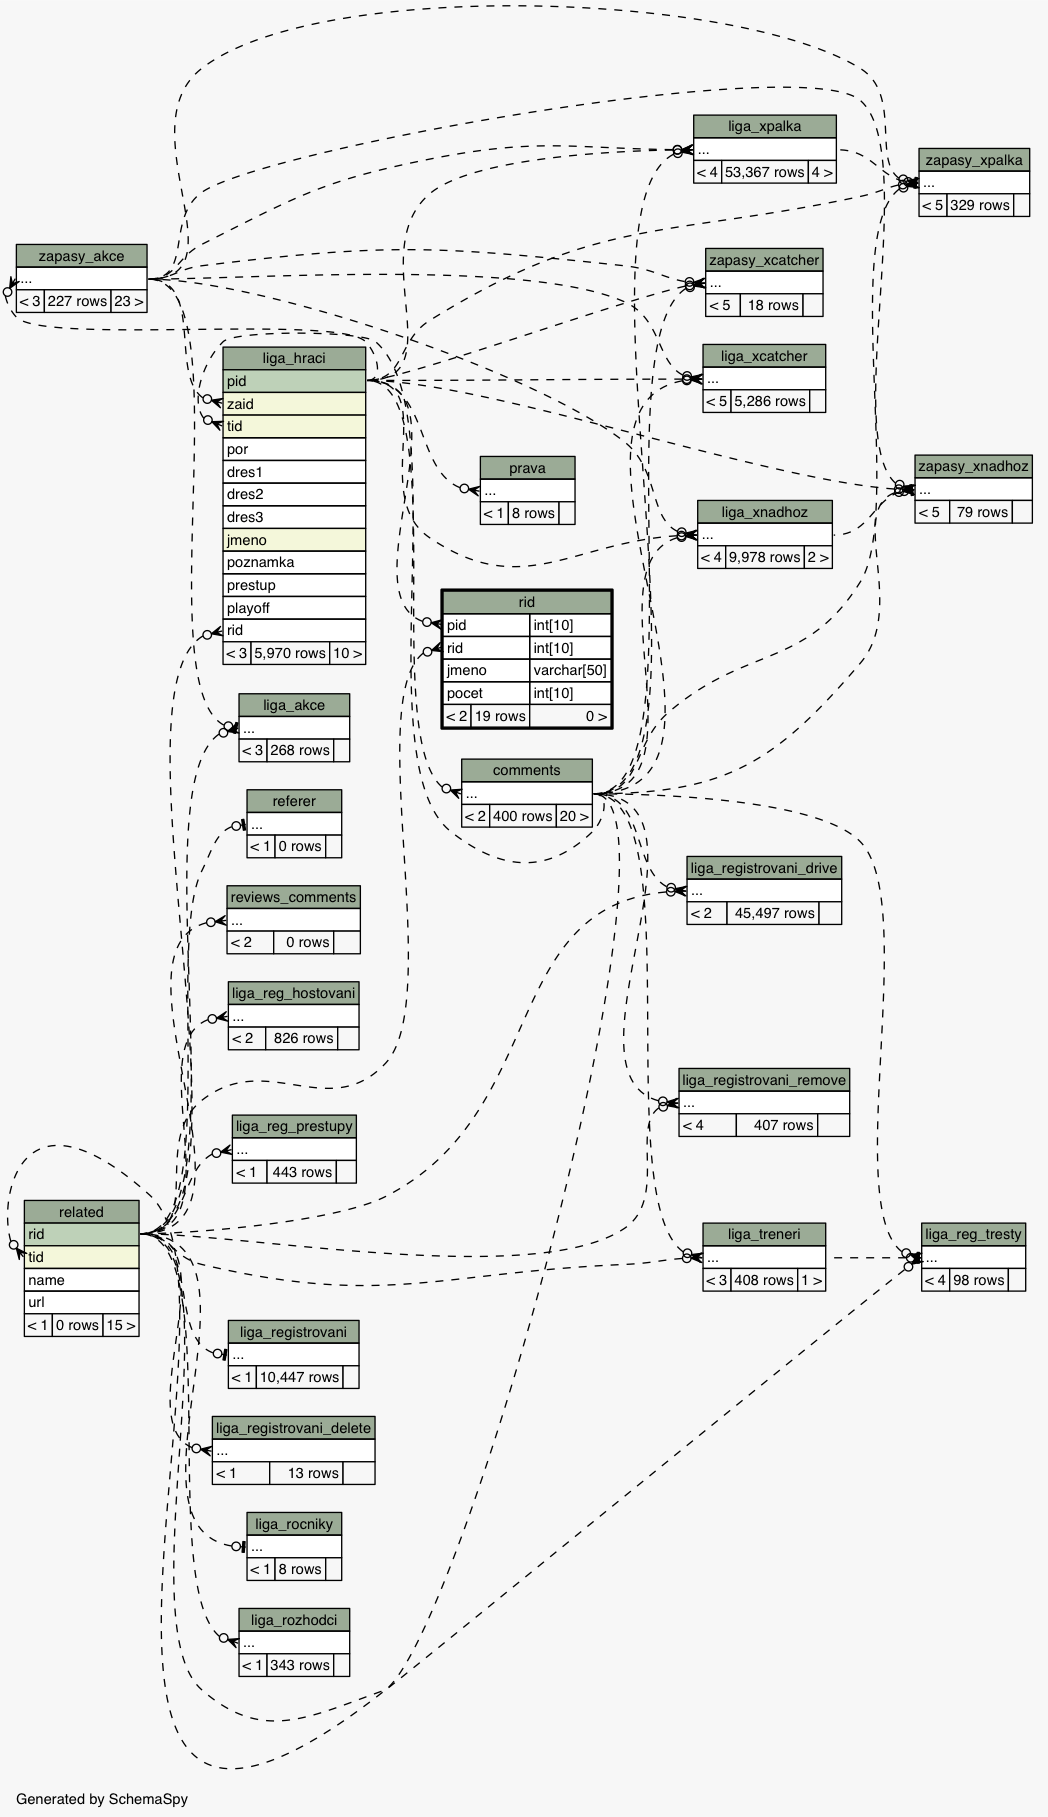 liga_xpalka
...
< 4 53,367 rows 4 >
zapasy_xpalka
...
< 5 329 rows
zapasy_akce
...
< 3 227 rows 23 >
zapasy_xcatcher
...
< 5 18 rows
liga_hraci
pid
zaid
tid
por
dres1
dres2
dres3
jmeno
poznamka
prestup
playoff
rid
< 3 5,970 rows 10 >
liga_xcatcher
...
< 5 5,286 rows
prava
...
< 1 8 rows
zapasy_xnadhoz
...
< 5 79 rows
liga_xnadhoz
...
< 4 9,978 rows 2 >
rid
pid int[10]
rid int[10]
jmeno varchar[50]
pocet int[10]
< 2 19 rows 0 >
liga_akce
...
< 3 268 rows
comments
...
< 2 400 rows 20 >
referer
...
< 1 0 rows
liga_registrovani_drive
...
< 2 45,497 rows
reviews_comments
...
< 2 0 rows
liga_reg_hostovani
...
< 2 826 rows
liga_registrovani_remove
...
< 4 407 rows
liga_reg_prestupy
...
< 1 443 rows
related
rid
tid
name
url
< 1 0 rows 15 >
liga_treneri
...
< 3 408 rows 1 >
liga_reg_tresty
...
< 4 98 rows
liga_registrovani
...
< 1 10,447 rows
liga_registrovani_delete
...
< 1 13 rows
liga_rocniky
...
< 1 8 rows
liga_rozhodci
...
< 1 343 rows
Generated by SchemaSpy